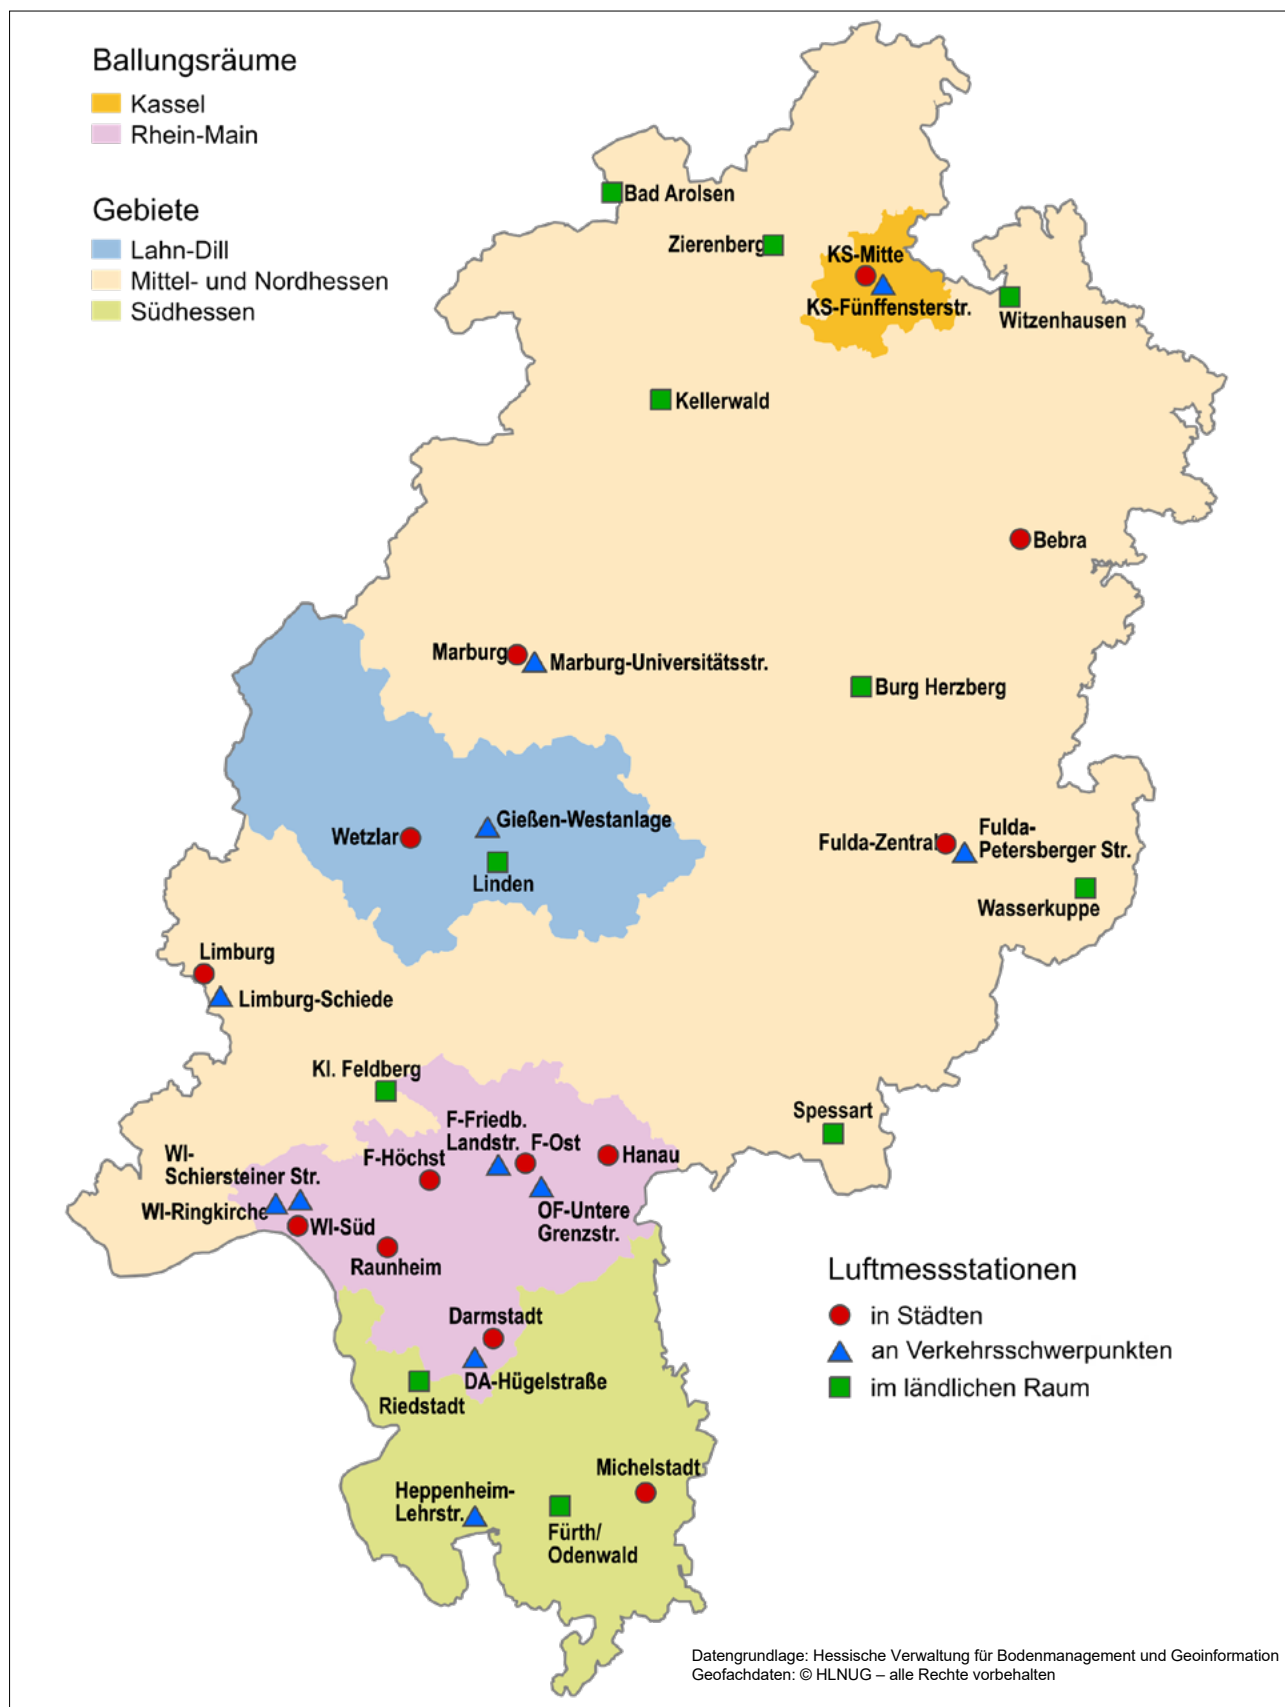 Ballungsräume
Kassel
Rhein-Main
Gebiete
Lahn-Dill
Mittel- und Nordhessen
Südhessen
Bad Arolsen
Zierenberg
KS-Mitte
KS-Fünffensterstr.
Witzenhausen
Kellerwald
Bebra
Marburg
Marburg-Universitätsstr.
Burg Herzberg
Gießen-Westanlage
Wetzlar
Linden
Fulda-Zentral
Fulda-
Petersberger Str.
Wasserkuppe
Limburg
Limburg-Schiede
Kl. Feldberg
Spessart
F-Friedb.
Landstr.
F-Ost
Hanau
F-Höchst
WI-
Schiersteiner Str.
WI-Ringkirche
WI-Süd
OF-Untere
Grenzstr.
Raunheim
Darmstadt
DA-Hügelstraße
Riedstadt
Michelstadt
Heppenheim-
Lehrstr.
Fürth/
Odenwald
Luftmessstationen
in Städten
an Verkehrsschwerpunkten
im ländlichen Raum
Datengrundlage: Hessische Verwaltung für Bodenmanagement und Geoinformation
Geofachdaten: © HLNUG – alle Rechte vorbehalten